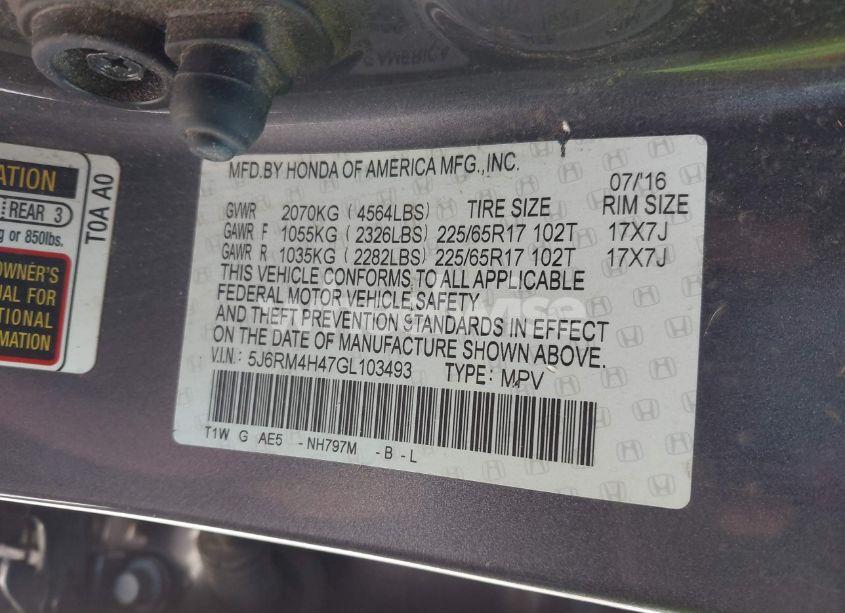 MFD.BY HONDA OF AMERICA MFG.,INC.
07/'16
GVWR 2070KG (4564LBS) TIRE SIZE RIM SIZE
GAWR F 1055KG (2326LBS) 225/65R17 102T 17X7J
GAWR R 1035KG (2282LBS) 225/65R17 102T 17X7J
THIS VEHICLE CONFORMS TO ALL APPLICABLE
FEDERAL MOTOR VEHICLE SAFETY
AND THEFT PREVENTION STANDARDS IN EFFECT
ON THE DATE OF MANUFACTURE SHOWN ABOVE.
V.I.N.: 5J6RM4H47GL103493 TYPE: MPV
T1W G AE5 -NH797M -B-L
ATION
REAR 3
g or 850lbs.
OWNER'S
UAL FOR
TIONAL
RMATION
T0A A0
AMERICA